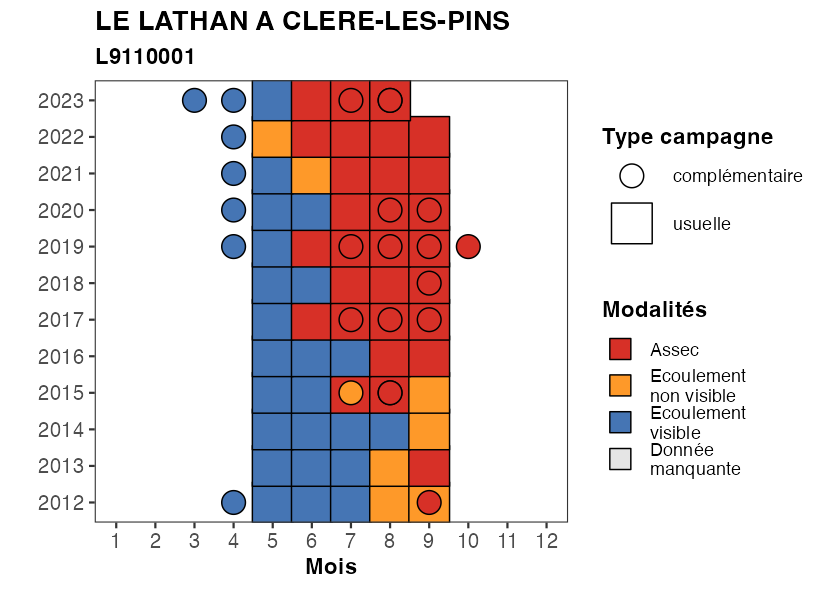 LE LATHAN A CLERE-LES-PINS
L9110001
2023
2022
2021
2020
2019
2018
2017
2016
2015
2014
2013
2012
1 2 3 4 5 6 7 8 9 10 11 12
Mois
Type campagne
complémentaire
usuelle
Modalités
Assec
Ecoulement
non visible
Ecoulement
visible
Donnée
manquante